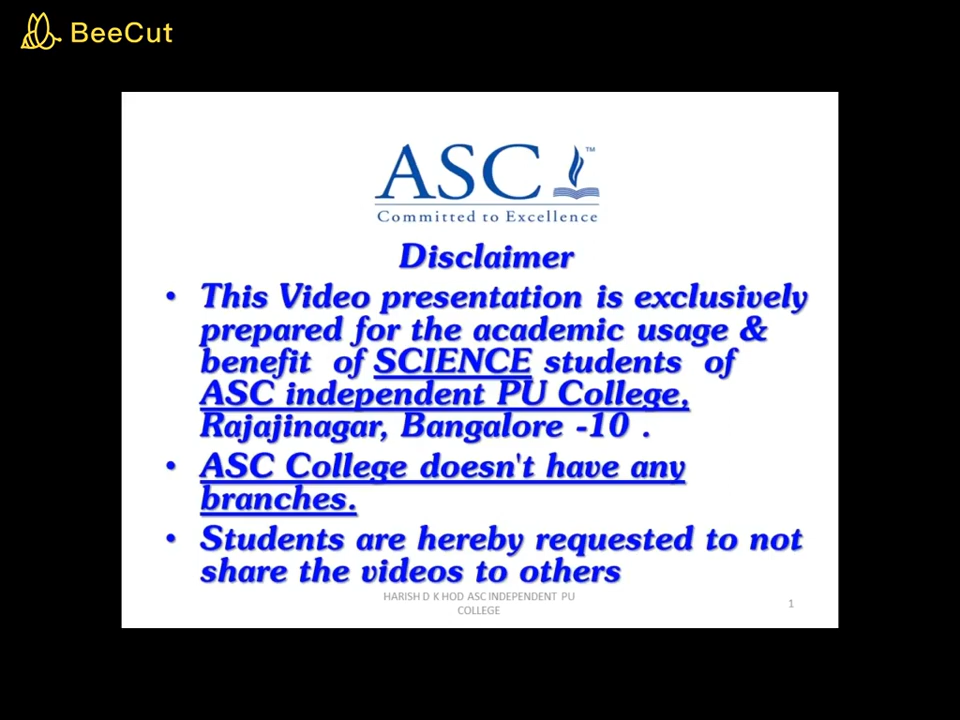 BeeCut
ASC ™
Committed to Excellence
Disclaimer
• This Video presentation is exclusively
prepared for the academic usage &
benefit of SCIENCE students of
ASC independent PU College,
Rajajinagar, Bangalore -10 .
• ASC College doesn't have any
branches.
• Students are hereby requested to not
share the videos to others
HARISH D K HOD ASC INDEPENDENT PU
COLLEGE
1